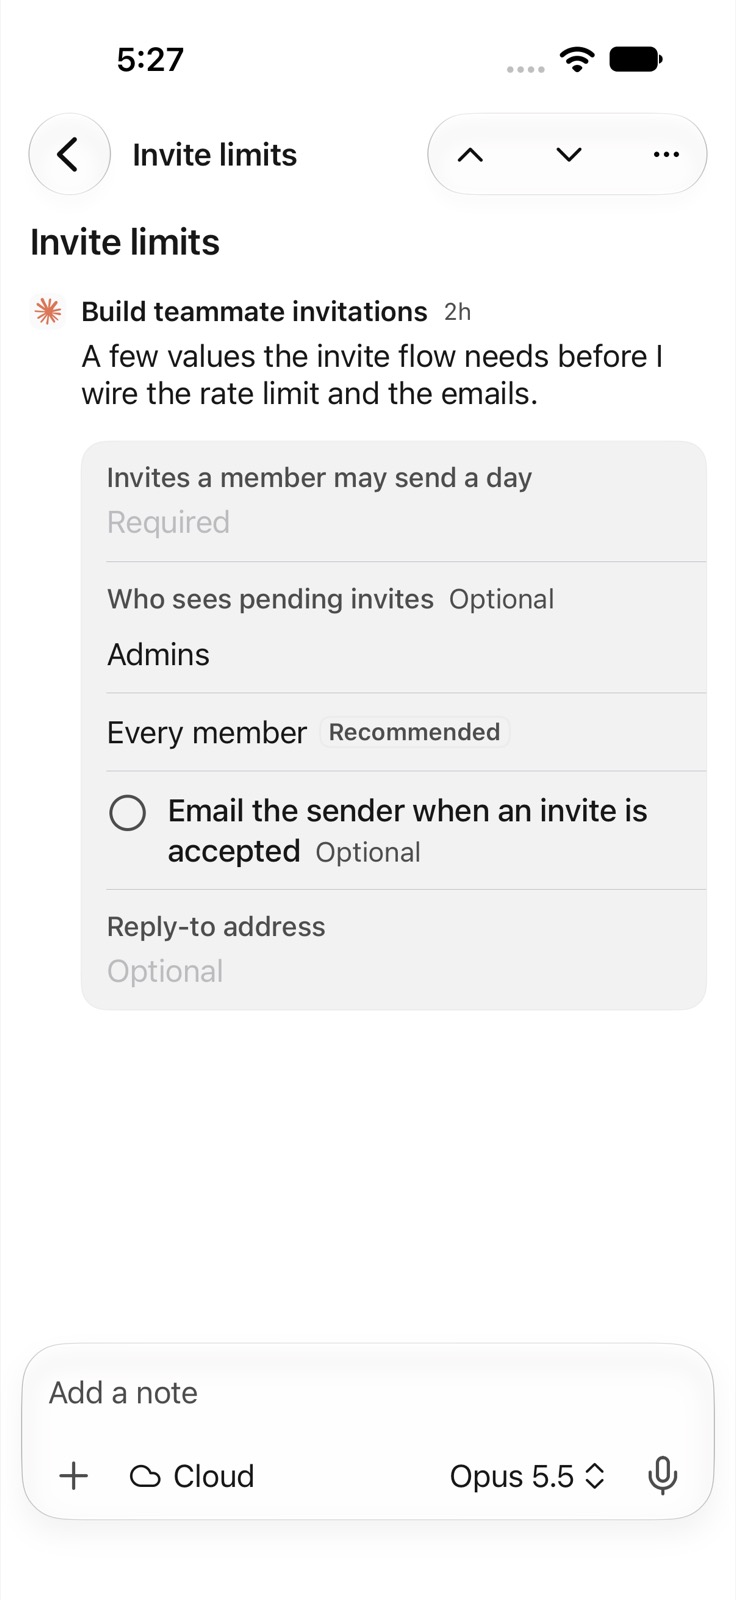 5:27
Invite limits
Invite limits
Build teammate invitations 2h
A few values the invite flow needs before I
wire the rate limit and the emails.
Invites a member may send a day
Required
Who sees pending invites Optional
Admins
Every member Recommended
Email the sender when an invite is
accepted Optional
Reply-to address
Optional
Add a note
Cloud Opus 5.5